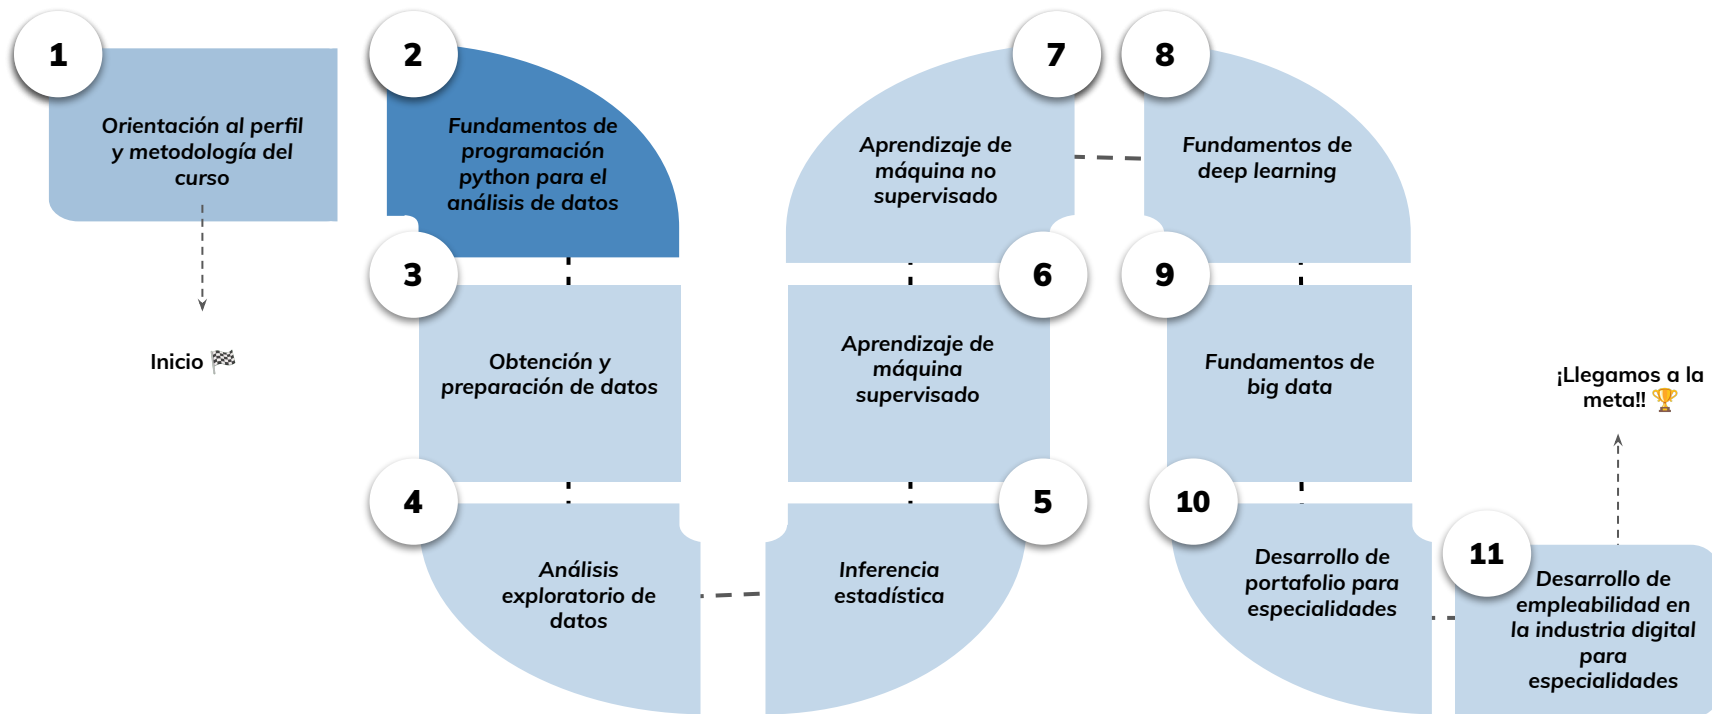 1
Orientación al perfil
y metodología del
curso
Inicio 🏁
2
Fundamentos de
programación
python para el
análisis de datos
3
Obtención y
preparación de datos
4
Análisis
exploratorio de
datos
5
Inferencia
estadística
6
Aprendizaje de
máquina
supervisado
7
Aprendizaje de
máquina no
supervisado
8
Fundamentos de
deep learning
9
Fundamentos de
big data
10
Desarrollo de
portafolio para
especialidades
11
Desarrollo de
empleabilidad en
la industria digital
para
especialidades
¡Llegamos a la
meta!! 🏆